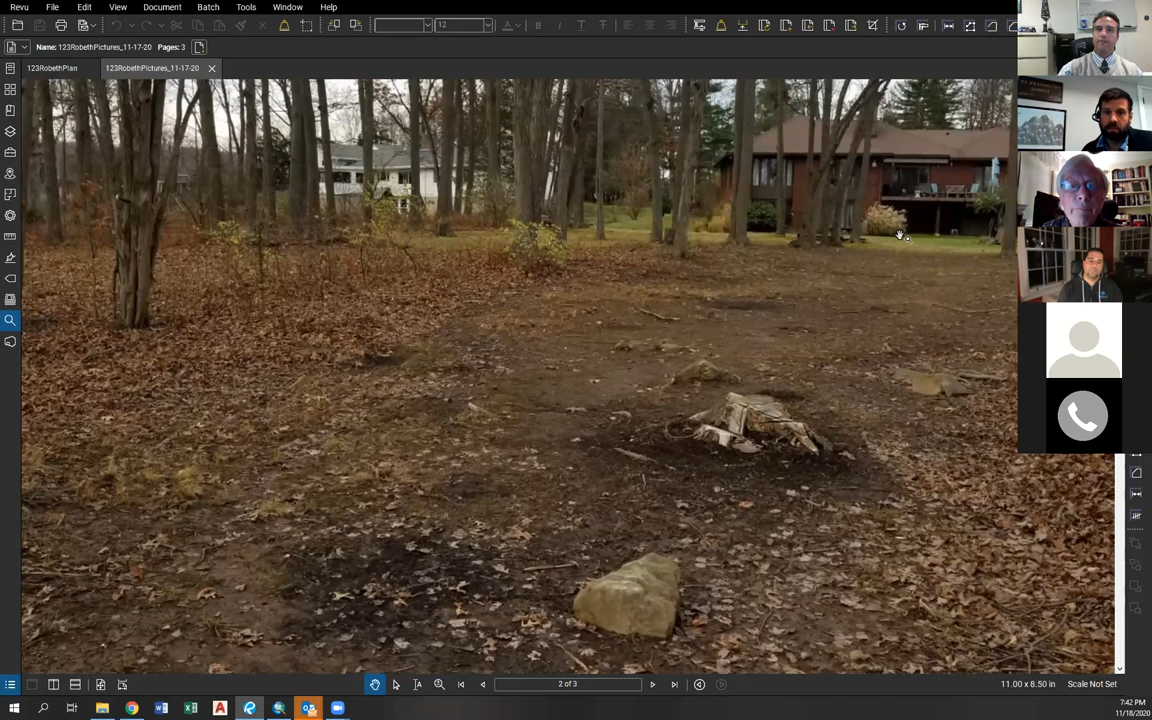 Revu File Edit View Document Batch Tools Window Help
12
Name: 123RobethPictures_11-17-20 Pages: 3
123RobethPlan 123RobethPictures_11-17-20
2 of 3
11.00 x 8.50 in Scale Not Set
7:42 PM
11/18/2020